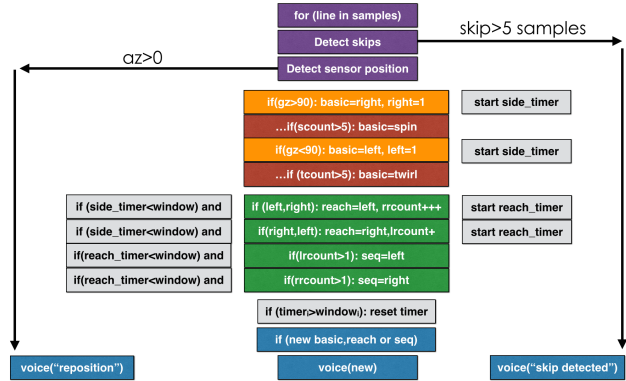 for (line in samples)
Detect skips
skip>5 samples
az>0
Detect sensor position
if(gz>90): basic=right, right=1
start side_timer
...if(scount>5): basic=spin
if(gz<90): basic=left, left=1
start side_timer
...if (tcount>5): basic=twirl
if (side_timer<window) and
if (left,right): reach=left, rrcount+++
start reach_timer
if (side_timer<window) and
if(right,left): reach=right,lrcount+
start reach_timer
if(reach_timer<window) and
if(lrcount>1): seq=left
if(reach_timer<window) and
if(rrcount>1): seq=right
if (timerᵢ>windowᵢ): reset timer
if (new basic,reach or seq)
voice("reposition")
voice(new)
voice("skip detected")